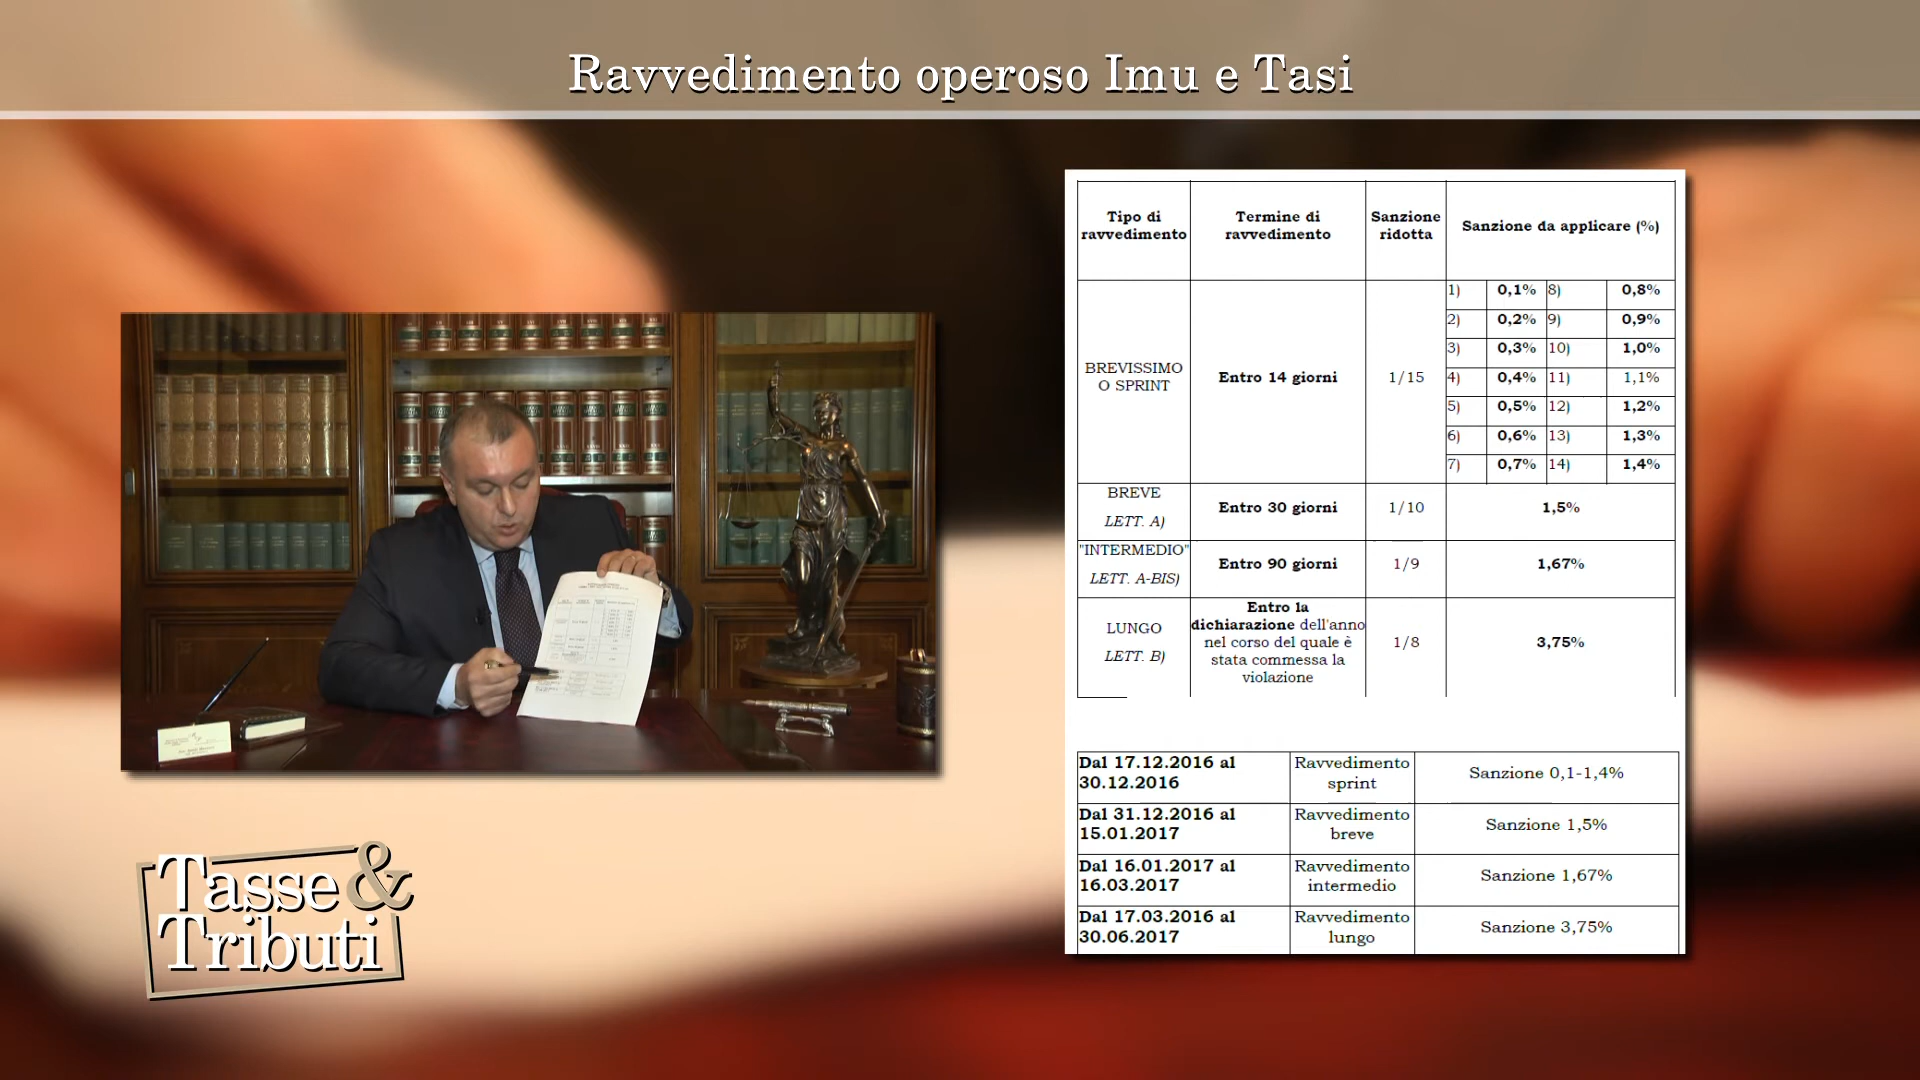 Ravvedimento operoso Imu e Tasi
Tipo di
ravvedimento
Termine di
ravvedimento
Sanzione
ridotta
Sanzione da applicare (%)
BREVISSIMO
O SPRINT
Entro 14 giorni
1/15
1) 0,1% 8) 0,8%
2) 0,2% 9) 0,9%
3) 0,3% 10) 1,0%
4) 0,4% 11) 1,1%
5) 0,5% 12) 1,2%
6) 0,6% 13) 1,3%
7) 0,7% 14) 1,4%
BREVE
LETT. A)
Entro 30 giorni
1/10
1,5%
"INTERMEDIO"
LETT. A-BIS)
Entro 90 giorni
1/9
1,67%
LUNGO
LETT. B)
Entro la
dichiarazione dell'anno
nel corso del quale è
stata commessa la
violazione
1/8
3,75%
Dal 17.12.2016 al
30.12.2016
Ravvedimento
sprint
Sanzione 0,1-1,4%
Dal 31.12.2016 al
15.01.2017
Ravvedimento
breve
Sanzione 1,5%
Dal 16.01.2017 al
16.03.2017
Ravvedimento
intermedio
Sanzione 1,67%
Dal 17.03.2016 al
30.06.2017
Ravvedimento
lungo
Sanzione 3,75%
Tasse &
Tributi